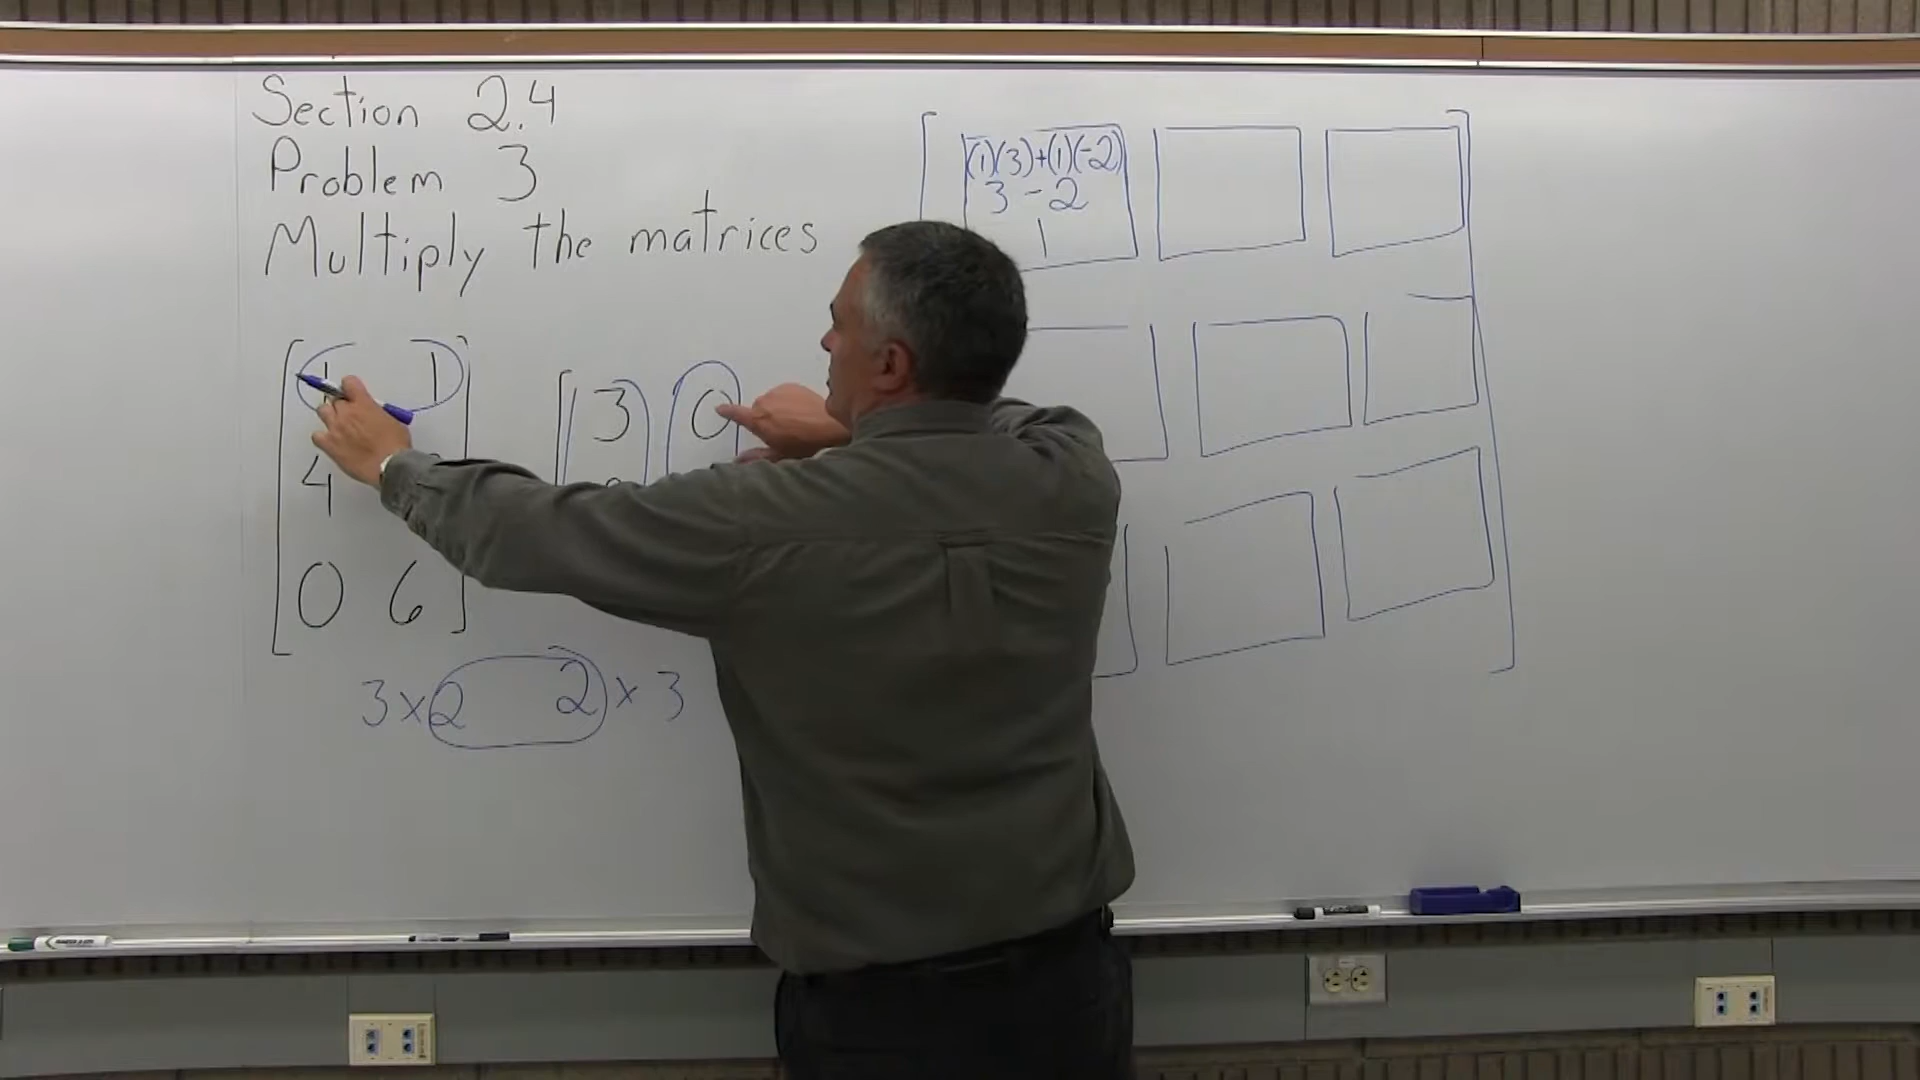 Section 2.4
Problem 3
Multiply the matrices
(1)(3)+(1)(-2)
3 - 2
1
1 1
3 0
4
0 6
3×2 2×3